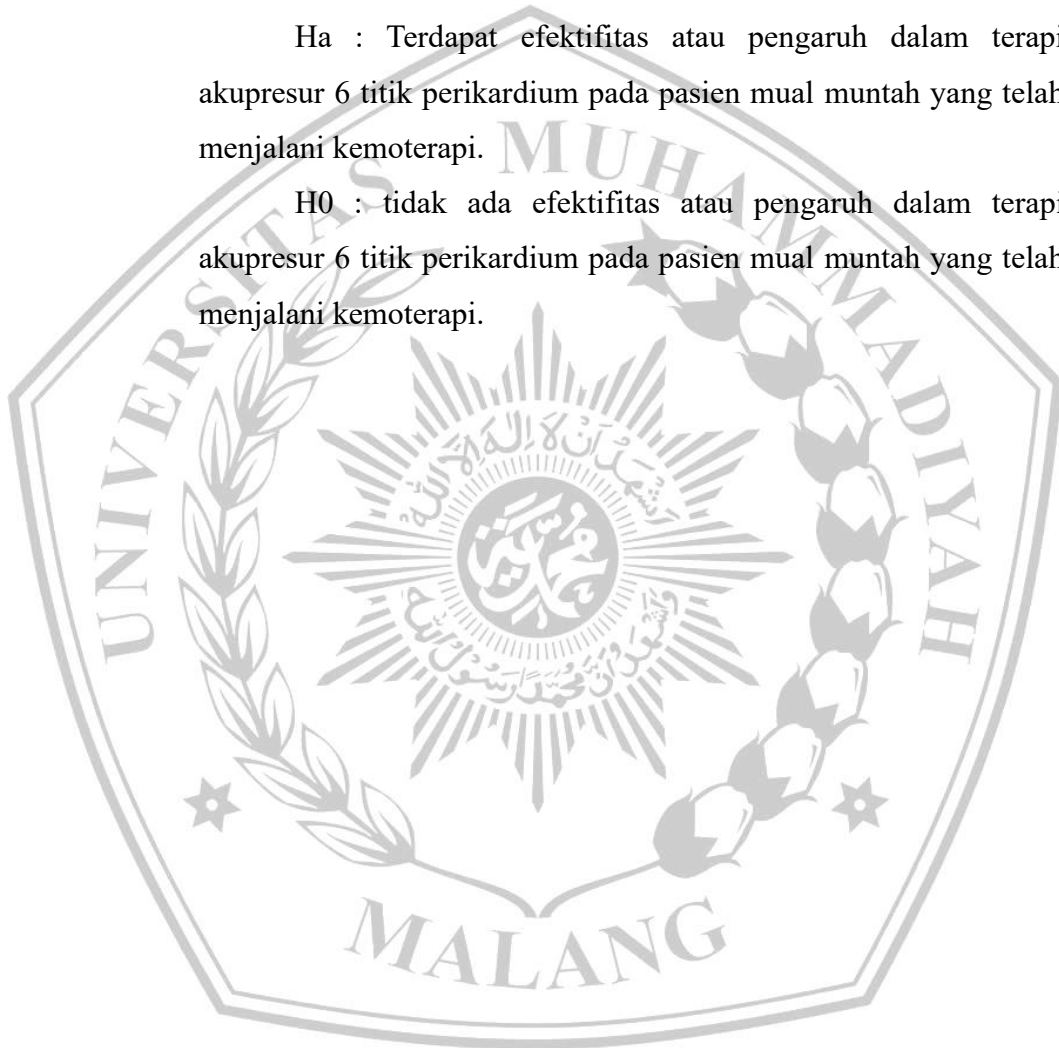 Ha : Terdapat efektifitas atau pengaruh dalam terapi
akupresur 6 titik perikardium pada pasien mual muntah yang telah
menjalani kemoterapi.
H0 : tidak ada efektifitas atau pengaruh dalam terapi
akupresur 6 titik perikardium pada pasien mual muntah yang telah
menjalani kemoterapi.
UNIVERSITAS MUHAMMADIYAH
MALANG